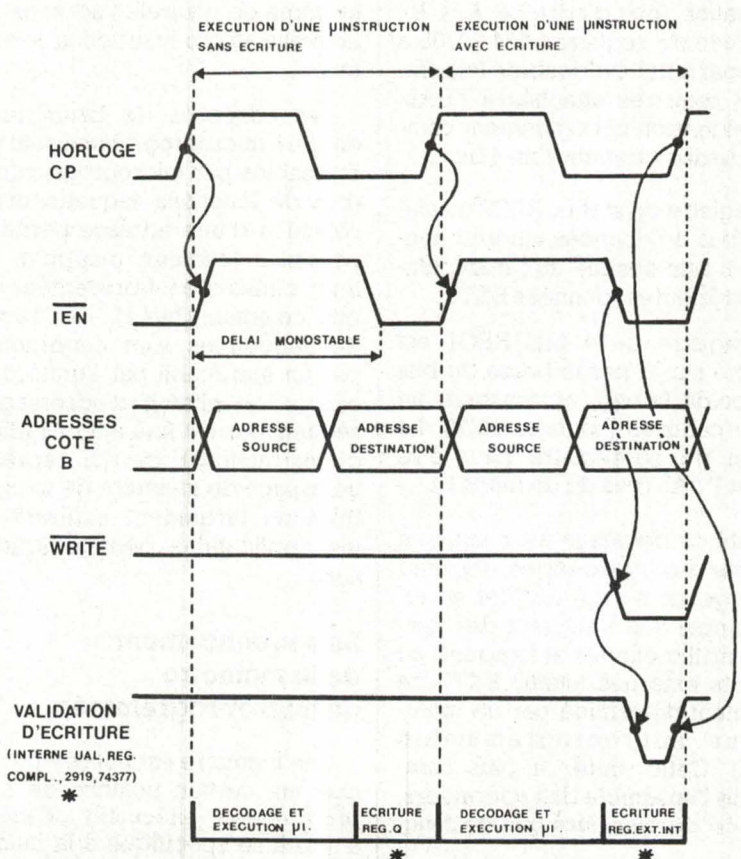 EXECUTION D'UNE µINSTRUCTION
SANS ECRITURE
EXECUTION D'UNE µINSTRUCTION
AVEC ECRITURE
HORLOGE
CP
IEN
DELAI MONOSTABLE
ADRESSES
COTE
B
ADRESSE
SOURCE
ADRESSE
DESTINATION
ADRESSE
SOURCE
ADRESSE
DESTINATION
WRITE
VALIDATION
D'ECRITURE
(INTERNE UAL, REG.
COMPL., 2919, 74377)
*
DECODAGE ET
EXÉCUTION µI.
ECRITURE
REG.Q
*
DECODAGE ET
EXÉCUTION µI.
ECRITURE
REG.EXT.INT
*